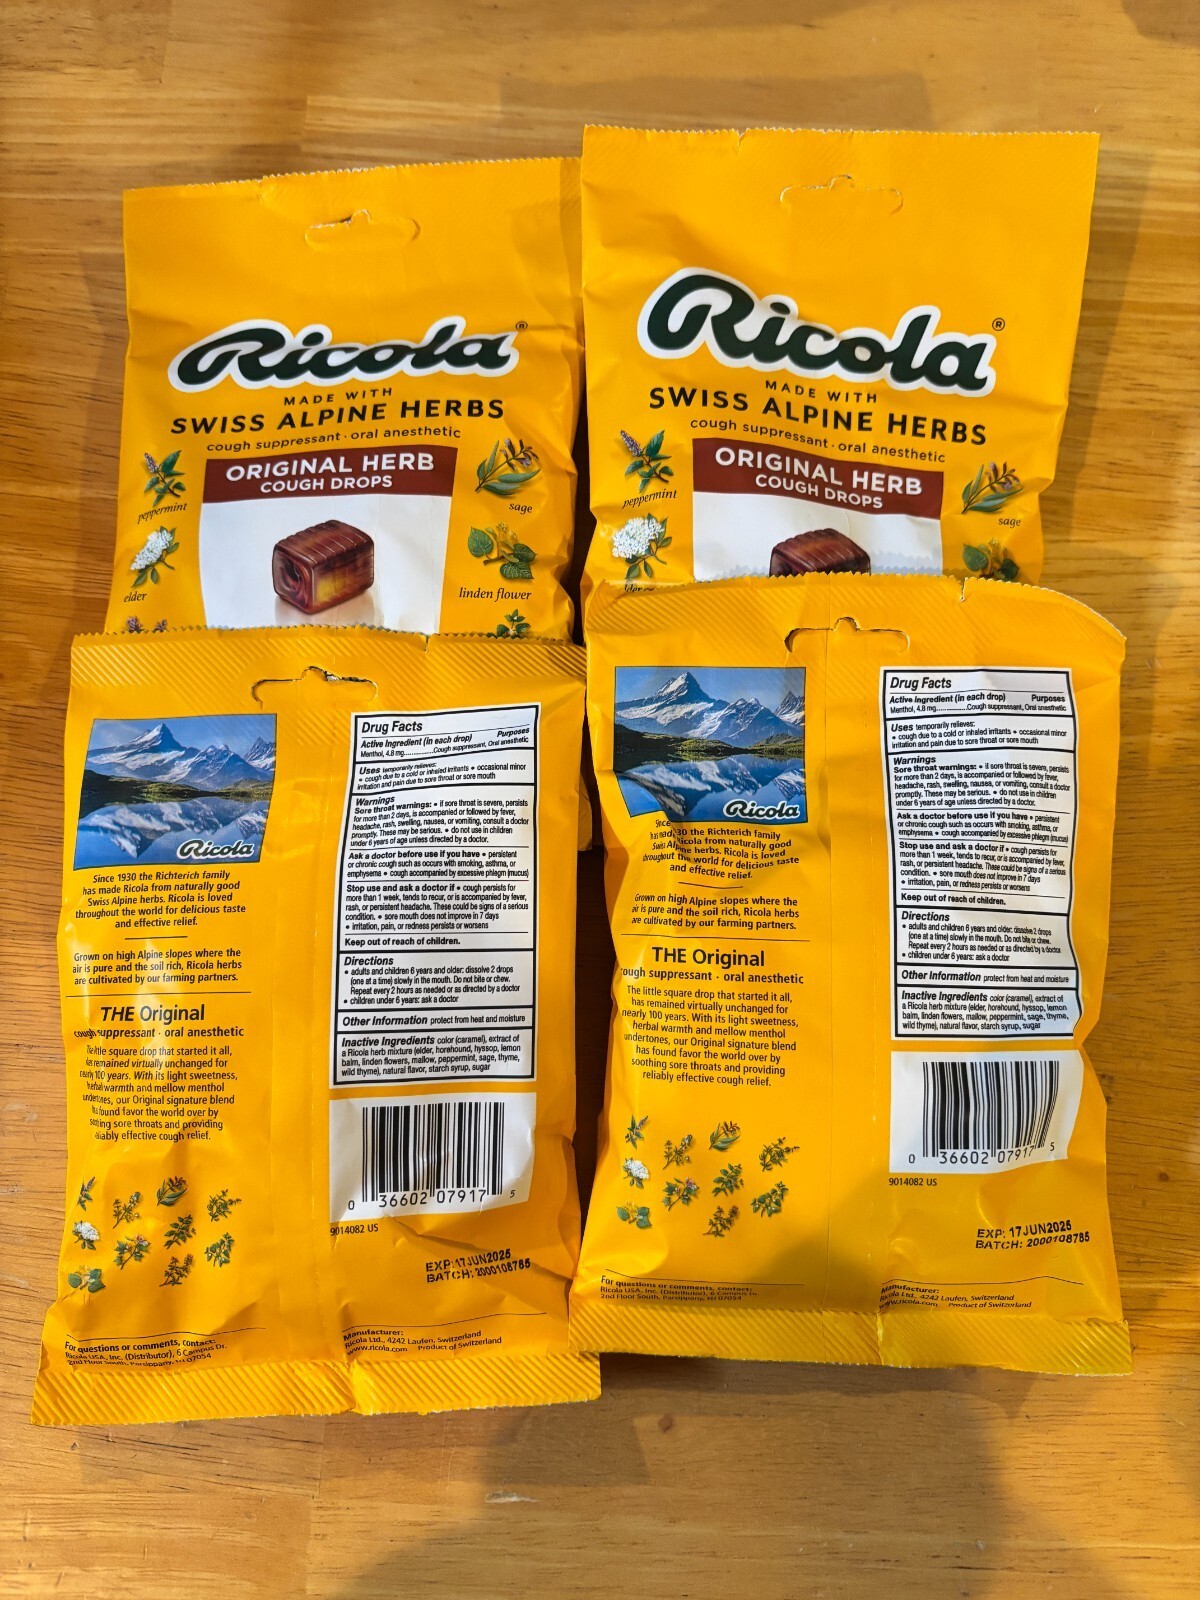 Ricola®
MADE WITH
SWISS ALPINE HERBS
cough suppressant · oral anesthetic
ORIGINAL HERB
COUGH DROPS
peppermint
sage
elder
linden flower
Ricola®
MADE WITH
SWISS ALPINE HERBS
cough suppressant · oral anesthetic
ORIGINAL HERB
COUGH DROPS
peppermint
sage
Ricola
Since 1930 the Richterich family
has made Ricola from naturally good
Swiss Alpine herbs. Ricola is loved
throughout the world for delicious taste
and effective relief.
Grown on high Alpine slopes where the
air is pure and the soil rich, Ricola herbs
are cultivated by our farming partners.
THE Original
cough suppressant · oral anesthetic
The little square drop that started it all,
has remained virtually unchanged for
nearly 100 years. With its light sweetness,
herbal warmth and mellow menthol
undertones, our Original signature blend
has found favor the world over by
soothing sore throats and providing
reliably effective cough relief.
For questions or comments, contact:
Ricola USA, Inc. (Distributor), 6 Campus Dr.
2nd Floor South, Parsippany, NJ 07054
Drug Facts
Active Ingredient (in each drop) Purposes
Menthol, 4.8 mg..............Cough suppressant, Oral anesthetic
Uses temporarily relieves:
• cough due to a cold or inhaled irritants • occasional minor
irritation and pain due to sore throat or sore mouth
Warnings
Sore throat warnings: • if sore throat is severe, persists
for more than 2 days, is accompanied or followed by fever,
headache, rash, swelling, nausea, or vomiting, consult a doctor
promptly. These may be serious. • do not use in children
under 6 years of age unless directed by a doctor.
Ask a doctor before use if you have • persistent
or chronic cough such as occurs with smoking, asthma, or
emphysema • cough accompanied by excessive phlegm (mucus)
Stop use and ask a doctor if • cough persists for
more than 1 week, tends to recur, or is accompanied by fever,
rash, or persistent headache. These could be signs of a serious
condition. • sore mouth does not improve in 7 days
• irritation, pain, or redness persists or worsens
Keep out of reach of children.
Directions
• adults and children 6 years and older: dissolve 2 drops
(one at a time) slowly in the mouth. Do not bite or chew.
Repeat every 2 hours as needed or as directed by a doctor
• children under 6 years: ask a doctor
Other Information protect from heat and moisture
Inactive Ingredients color (caramel), extract of
a Ricola herb mixture (elder, horehound, hyssop, lemon
balm, linden flowers, mallow, peppermint, sage, thyme,
wild thyme), natural flavor, starch syrup, sugar
0 36602 07917 5
9014082 US
EXP: 17JUN2025
BATCH: 2000108785
Manufacturer:
Ricola Ltd., 4242 Laufen, Switzerland
www.ricola.com Product of Switzerland
Ricola
Since 1930 the Richterich family
has made Ricola from naturally good
Swiss Alpine herbs. Ricola is loved
throughout the world for delicious taste
and effective relief.
Grown on high Alpine slopes where the
air is pure and the soil rich, Ricola herbs
are cultivated by our farming partners.
THE Original
cough suppressant · oral anesthetic
The little square drop that started it all,
has remained virtually unchanged for
nearly 100 years. With its light sweetness,
herbal warmth and mellow menthol
undertones, our Original signature blend
has found favor the world over by
soothing sore throats and providing
reliably effective cough relief.
For questions or comments, contact:
Ricola USA, Inc. (Distributor), 6 Campus Dr.
2nd Floor South, Parsippany, NJ 07054
Drug Facts
Active Ingredient (in each drop) Purposes
Menthol, 4.8 mg..............Cough suppressant, Oral anesthetic
Uses temporarily relieves:
• cough due to a cold or inhaled irritants • occasional minor
irritation and pain due to sore throat or sore mouth
Warnings
Sore throat warnings: • if sore throat is severe, persists
for more than 2 days, is accompanied or followed by fever,
headache, rash, swelling, nausea, or vomiting, consult a doctor
promptly. These may be serious. • do not use in children
under 6 years of age unless directed by a doctor.
Ask a doctor before use if you have • persistent
or chronic cough such as occurs with smoking, asthma, or
emphysema • cough accompanied by excessive phlegm (mucus)
Stop use and ask a doctor if • cough persists for
more than 1 week, tends to recur, or is accompanied by fever,
rash, or persistent headache. These could be signs of a serious
condition. • sore mouth does not improve in 7 days
• irritation, pain, or redness persists or worsens
Keep out of reach of children.
Directions
• adults and children 6 years and older: dissolve 2 drops
(one at a time) slowly in the mouth. Do not bite or chew.
Repeat every 2 hours as needed or as directed by a doctor
• children under 6 years: ask a doctor
Other Information protect from heat and moisture
Inactive Ingredients color (caramel), extract of
a Ricola herb mixture (elder, horehound, hyssop, lemon
balm, linden flowers, mallow, peppermint, sage, thyme,
wild thyme), natural flavor, starch syrup, sugar
0 36602 07917 5
9014082 US
EXP: 17JUN2025
BATCH: 2000108785
Manufacturer:
Ricola Ltd., 4242 Laufen, Switzerland
www.ricola.com Product of Switzerland